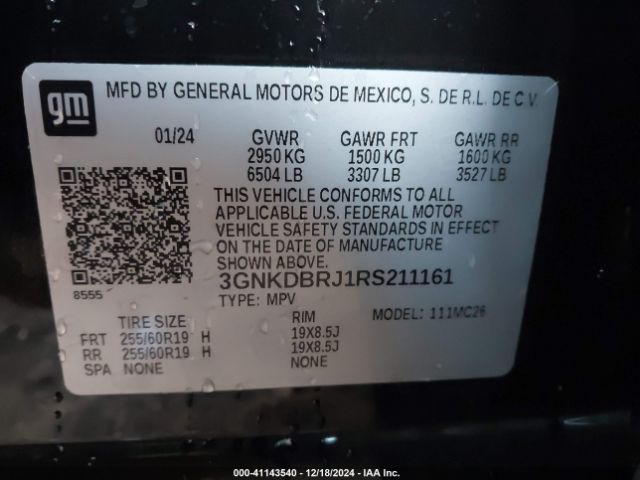 gm
MFD BY GENERAL MOTORS DE MEXICO, S. DE R.L. DE C.V.
01/24 GVWR GAWR FRT GAWR RR
2950 KG 1500 KG 1600 KG
6504 LB 3307 LB 3527 LB
THIS VEHICLE CONFORMS TO ALL
APPLICABLE U.S. FEDERAL MOTOR
VEHICLE SAFETY STANDARDS IN EFFECT
ON THE DATE OF MANUFACTURE
SHOWN ABOVE.
8555
3GNKDBRJ1RS211161
TYPE: MPV
MODEL: 111MC26
TIRE SIZE RIM
FRT 255/60R19 H 19X8.5J
RR 255/60R19 H 19X8.5J
SPA NONE NONE
000-41143540 - 12/18/2024 - IAA Inc.